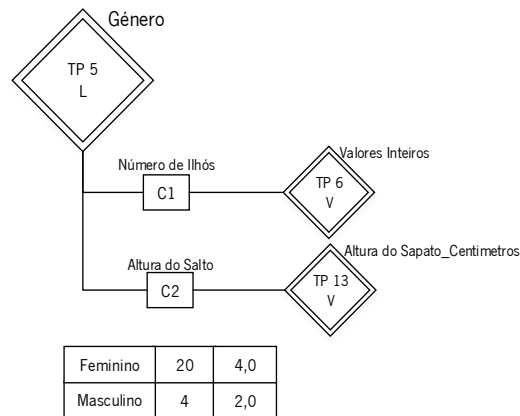 Género
TP 5
L
Número de Ilhós
C1
Valores Inteiros
TP 6
V
Altura do Salto
C2
Altura do Sapato_Centimetros
TP 13
V
Feminino 20 4,0
Masculino 4 2,0